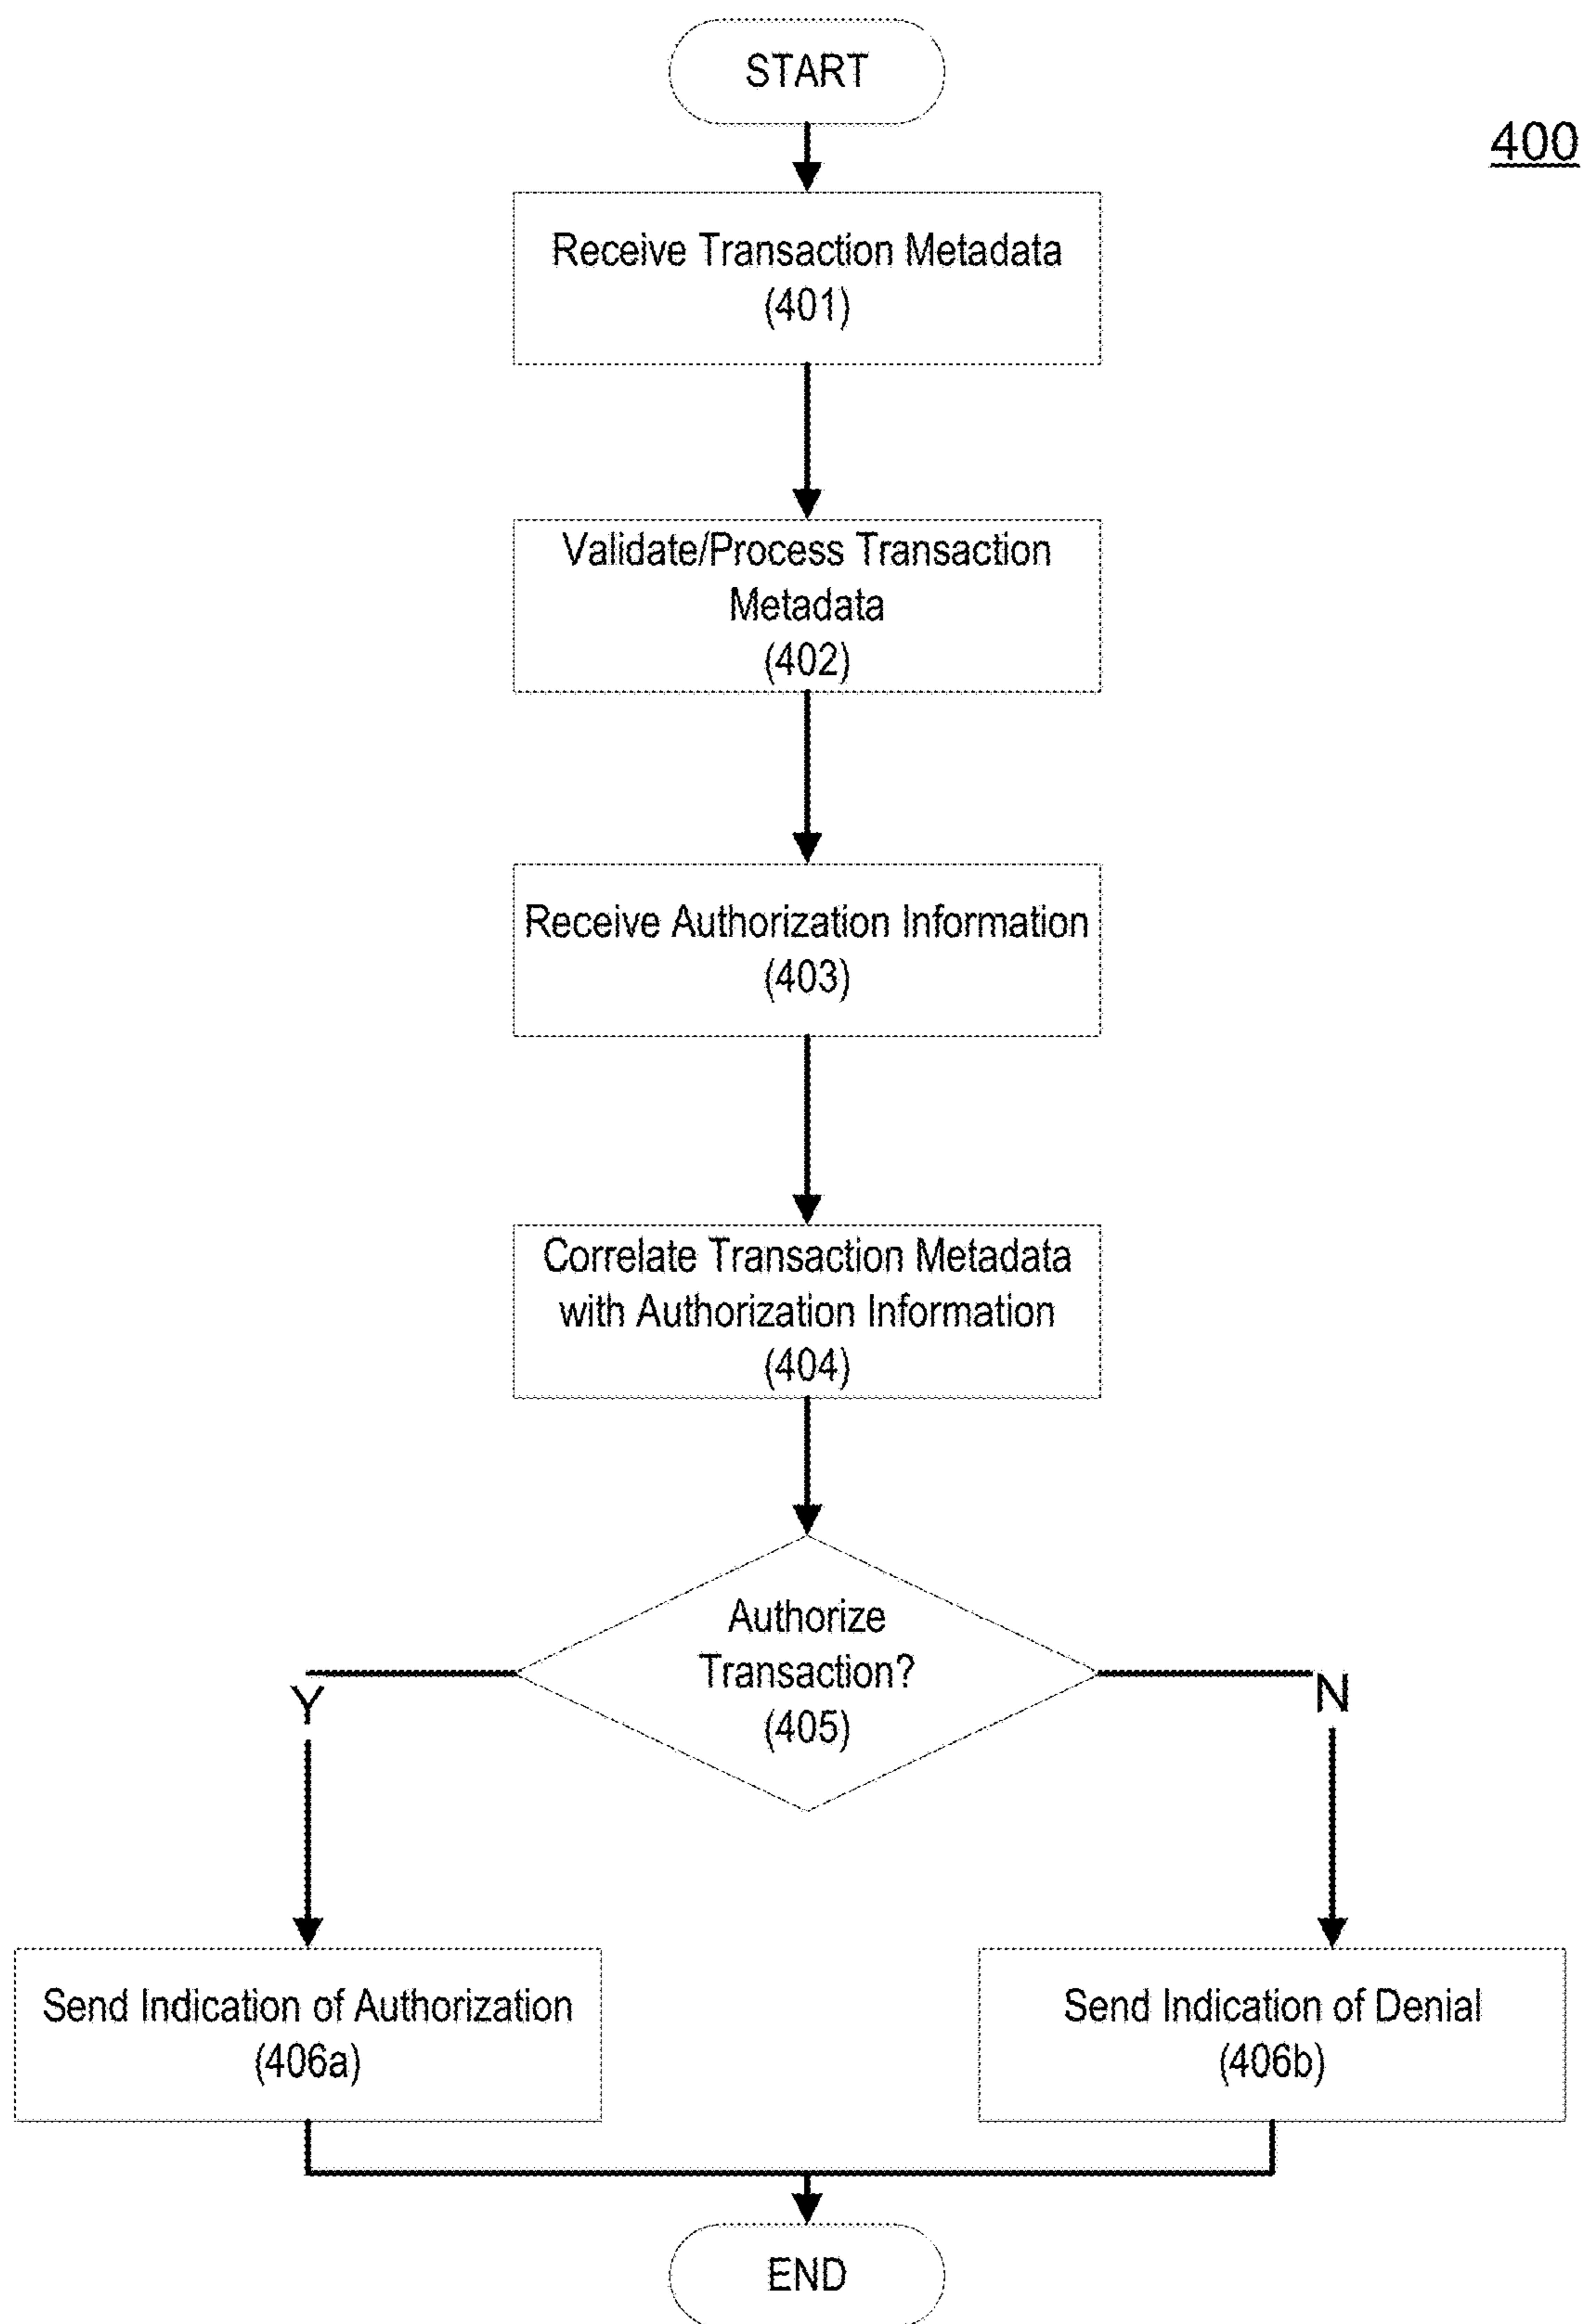 START
400
Receive Transaction Metadata
(401)
Validate/Process Transaction
Metadata
(402)
Receive Authorization Information
(403)
Correlate Transaction Metadata
with Authorization Information
(404)
Authorize
Transaction?
(405)
Y
N
Send Indication of Authorization
(406a)
Send Indication of Denial
(406b)
END